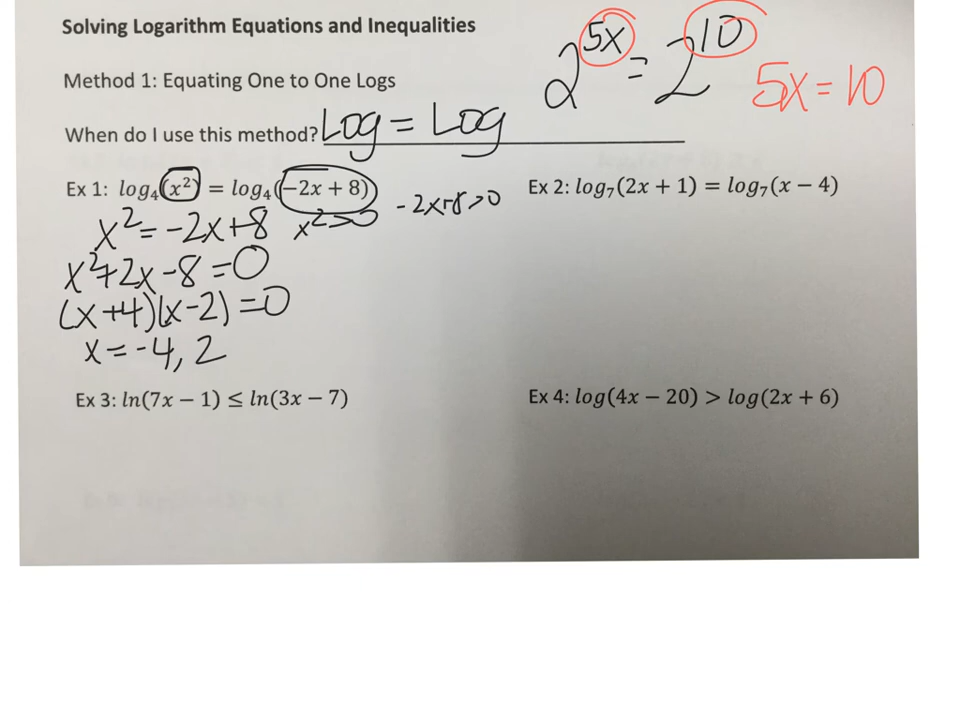 Solving Logarithm Equations and Inequalities
2^{5x} = 2^{10}
5x = 10
Method 1: Equating One to One Logs
When do I use this method? Log = Log
Ex 1: log₄(x²) = log₄(−2x + 8)
x² > 0
-2x+8>0
x² = -2x+8
x²+2x-8=0
(x+4)(x-2)=0
x = -4, 2
Ex 2: log₇(2x + 1) = log₇(x − 4)
Ex 3: ln(7x − 1) ≤ ln(3x − 7)
Ex 4: log(4x − 20) > log(2x + 6)